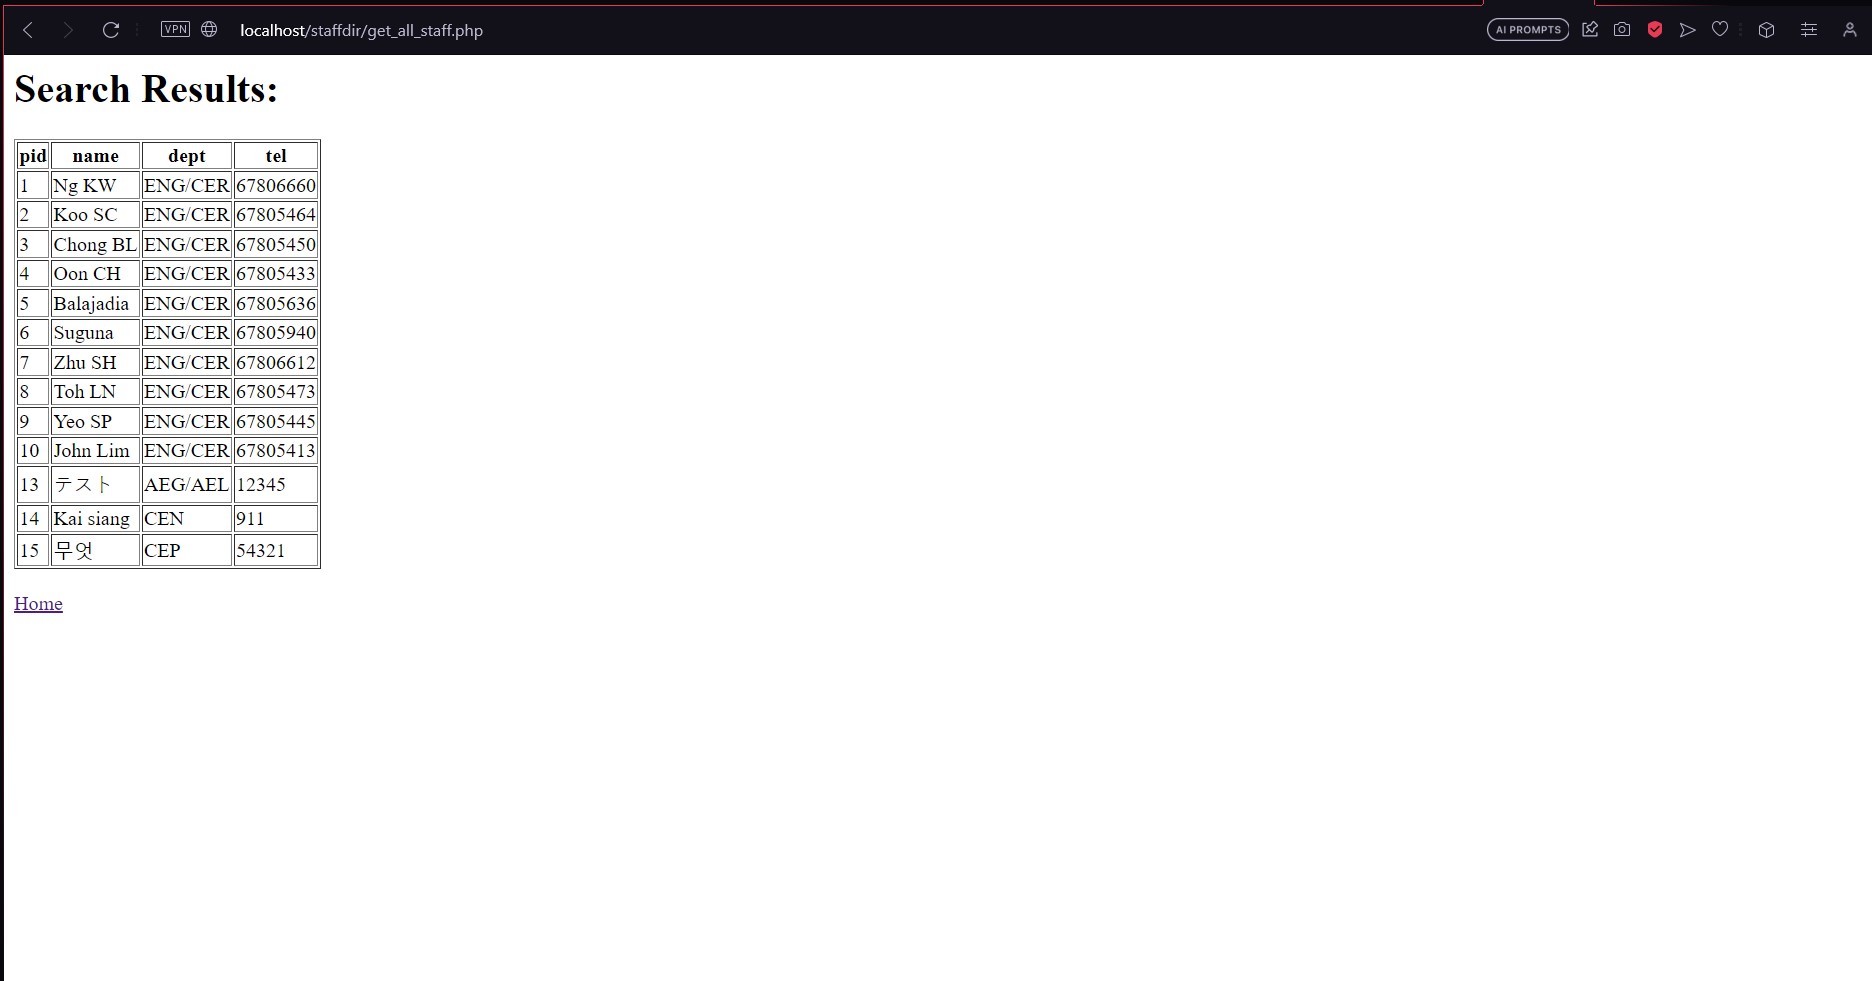 VPN localhost/staffdir/get_all_staff.php AI PROMPTS
Search Results:
pid name dept tel
1 Ng KW ENG/CER 67806660
2 Koo SC ENG/CER 67805464
3 Chong BL ENG/CER 67805450
4 Oon CH ENG/CER 67805433
5 Balajadia ENG/CER 67805636
6 Suguna ENG/CER 67805940
7 Zhu SH ENG/CER 67806612
8 Toh LN ENG/CER 67805473
9 Yeo SP ENG/CER 67805445
10 John Lim ENG/CER 67805413
13 テスト AEG/AEL 12345
14 Kai siang CEN 911
15 무엇 CEP 54321
Home